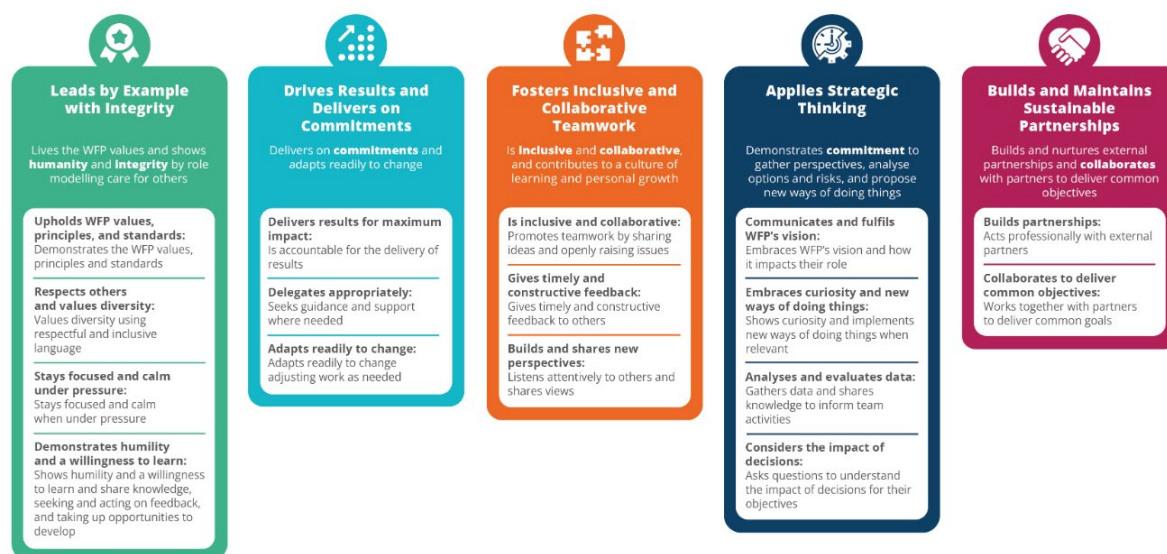 Leads by Example
with Integrity
Lives the WFP values and shows
humanity and integrity by role
modelling care for others
Upholds WFP values,
principles, and standards:
Demonstrates the WFP values,
principles and standards
Respects others
and values diversity:
Values diversity using
respectful and inclusive
language
Stays focused and calm
under pressure:
Stays focused and calm
when under pressure
Demonstrates humility
and a willingness to learn:
Shows humility and a willingness
to learn and share knowledge,
seeking and acting on feedback,
and taking up opportunities to
develop
Drives Results and
Delivers on
Commitments
Delivers on commitments and
adapts readily to change
Delivers results for maximum
impact:
Is accountable for the delivery of
results
Delegates appropriately:
Seeks guidance and support
where needed
Adapts readily to change:
Adapts readily to change
adjusting work as needed
Fosters Inclusive and
Collaborative
Teamwork
Is inclusive and collaborative,
and contributes to a culture of
learning and personal growth
Is inclusive and collaborative:
Promotes teamwork by sharing
ideas and openly raising issues
Gives timely and
constructive feedback:
Gives timely and constructive
feedback to others
Builds and shares new
perspectives:
Listens attentively to others and
shares views
Applies Strategic
Thinking
Demonstrates commitment to
gather perspectives, analyse
options and risks, and propose
new ways of doing things
Communicates and fulfils
WFP's vision:
Embraces WFP's vision and how
it impacts their role
Embraces curiosity and new
ways of doing things:
Shows curiosity and implements
new ways of doing things when
relevant
Analyses and evaluates data:
Gathers data and shares
knowledge to inform team
activities
Considers the impact of
decisions:
Asks questions to understand
the impact of decisions for their
objectives
Builds and Maintains
Sustainable
Partnerships
Builds and nurtures external
partnerships and collaborates
with partners to deliver common
objectives
Builds partnerships:
Acts professionally with external
partners
Collaborates to deliver
common objectives:
Works together with partners
to deliver common goals